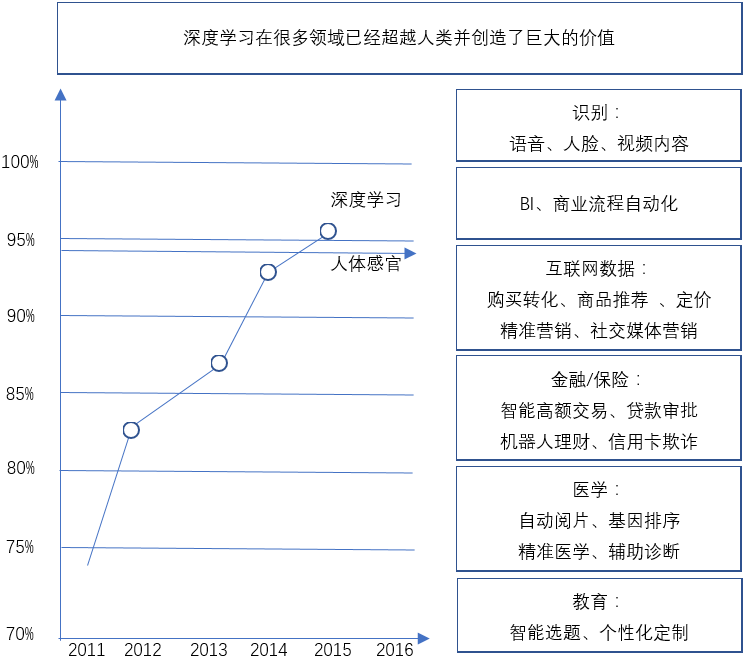 深度学习在很多领域已经超越人类并创造了巨大的价值
100%
95%
90%
85%
80%
75%
70%
深度学习
人体感官
2011 2012 2013 2014 2015 2016
识别：
语音、人脸、视频内容
BI、商业流程自动化
互联网数据：
购买转化、商品推荐 、定价
精准营销、社交媒体营销
金融/保险：
智能高额交易、贷款审批
机器人理财、信用卡欺诈
医学：
自动阅片、基因排序
精准医学、辅助诊断
教育：
智能选题、个性化定制